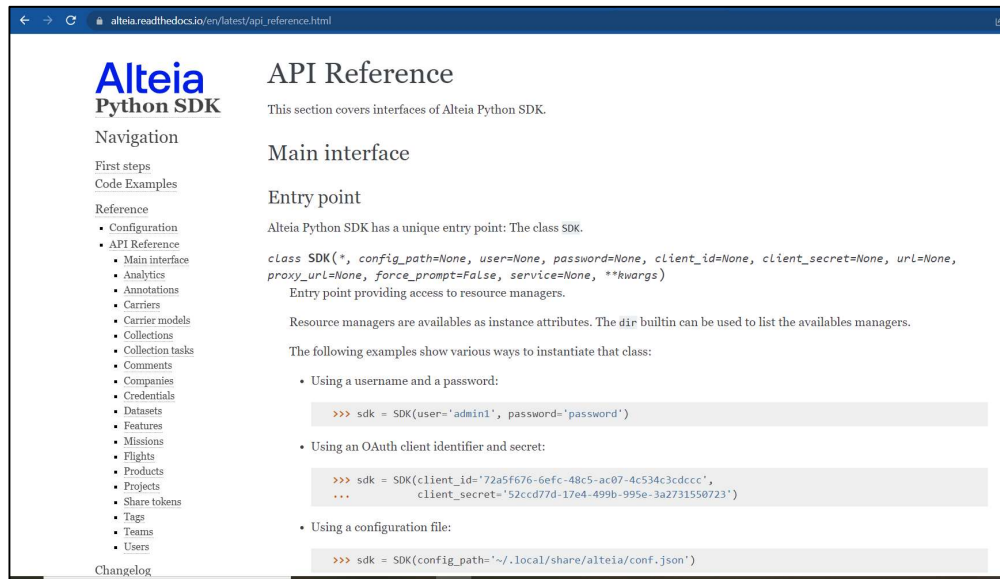 alteia.readthedocs.io/en/latest/api_reference.html
Alteia
Python SDK
Navigation
First steps
Code Examples
Reference
Configuration
API Reference
Main interface
Analytics
Annotations
Carriers
Carrier models
Collections
Collection tasks
Comments
Companies
Credentials
Datasets
Features
Missions
Flights
Products
Projects
Share tokens
Tags
Teams
Users
Changelog
API Reference
This section covers interfaces of Alteia Python SDK.
Main interface
Entry point
Alteia Python SDK has a unique entry point: The class SDK.
class SDK(*, config_path=None, user=None, password=None, client_id=None, client_secret=None, url=None,
proxy_url=None, force_prompt=False, service=None, **kwargs)
Entry point providing access to resource managers.
Resource managers are available as instance attributes. The dir builtin can be used to list the availables managers.
The following examples show various ways to instantiate that class:
• Using a username and a password:
>>> sdk = SDK(user='admin1', password='password')
• Using an OAuth client identifier and secret:
>>> sdk = SDK(client_id='72a5f676-6efc-48c5-ac07-4c534c3cdccc',
... client_secret='52ccd77d-17e4-499b-995e-3a2731550723')
• Using a configuration file:
>>> sdk = SDK(config_path='~/.local/share/alteia/conf.json')